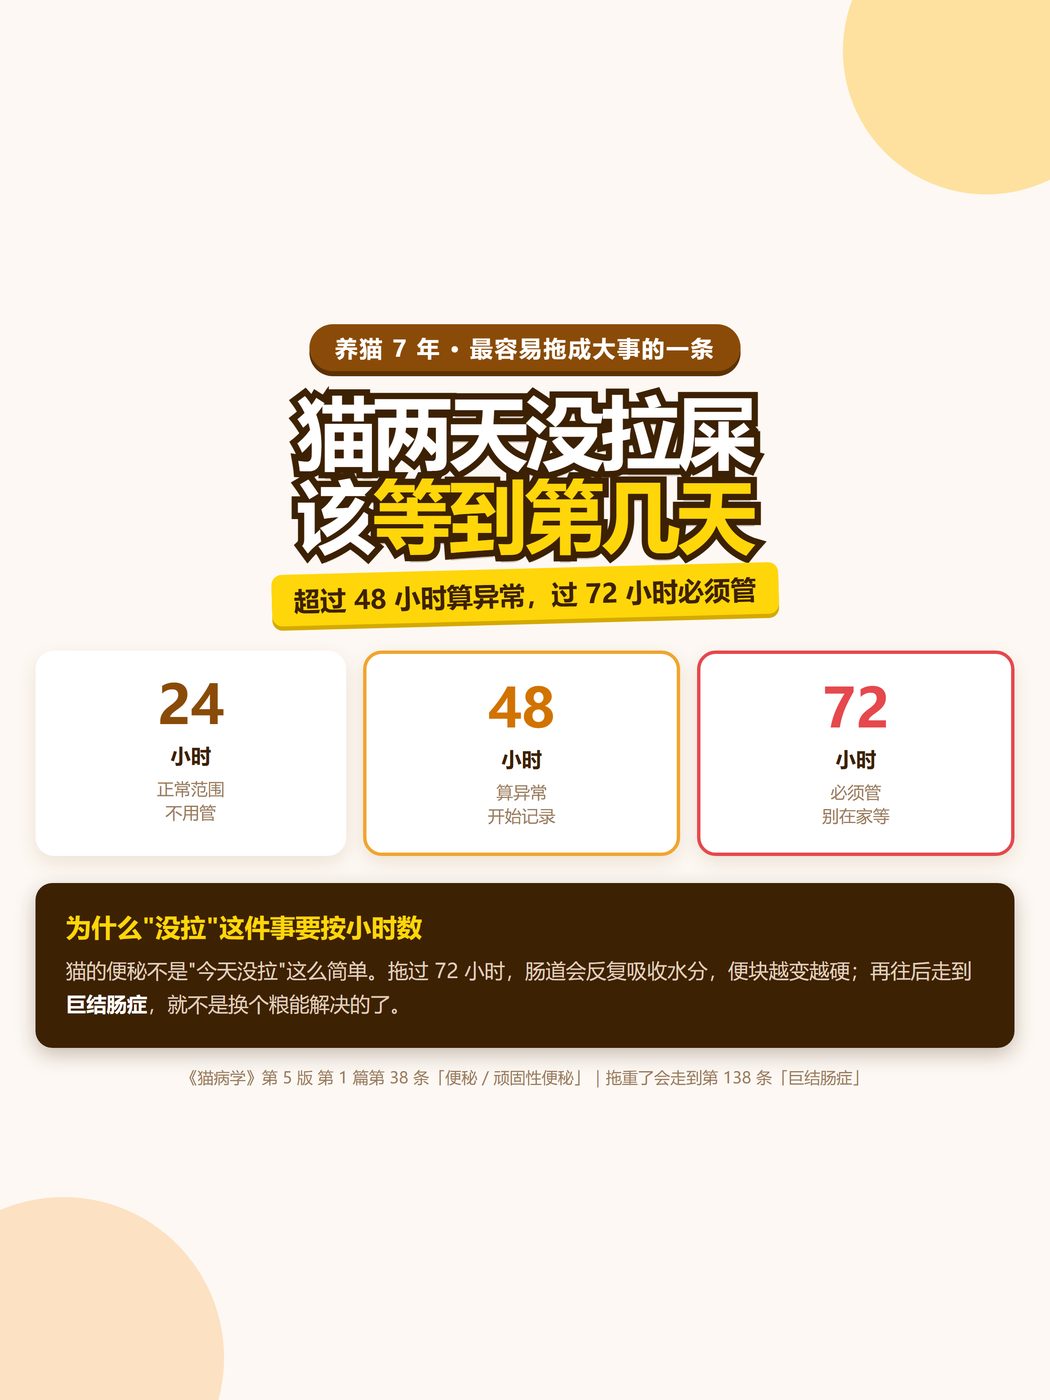 养猫 7 年 · 最容易拖成大事的一条
猫两天没拉屎
该等到第几天
超过 48 小时算异常，过 72 小时必须管
24
小时
正常范围
不用管
48
小时
算异常
开始记录
72
小时
必须管
别在家等
为什么"没拉"这件事要按小时数
猫的便秘不是"今天没拉"这么简单。拖过 72 小时，肠道会反复吸收水分，便块越变越硬；再往后走到
巨结肠症，就不是换个粮能解决的了。
《猫病学》第 5 版 第 1 篇第 38 条「便秘 / 顽固性便秘」｜拖重了会走到第 138 条「巨结肠症」